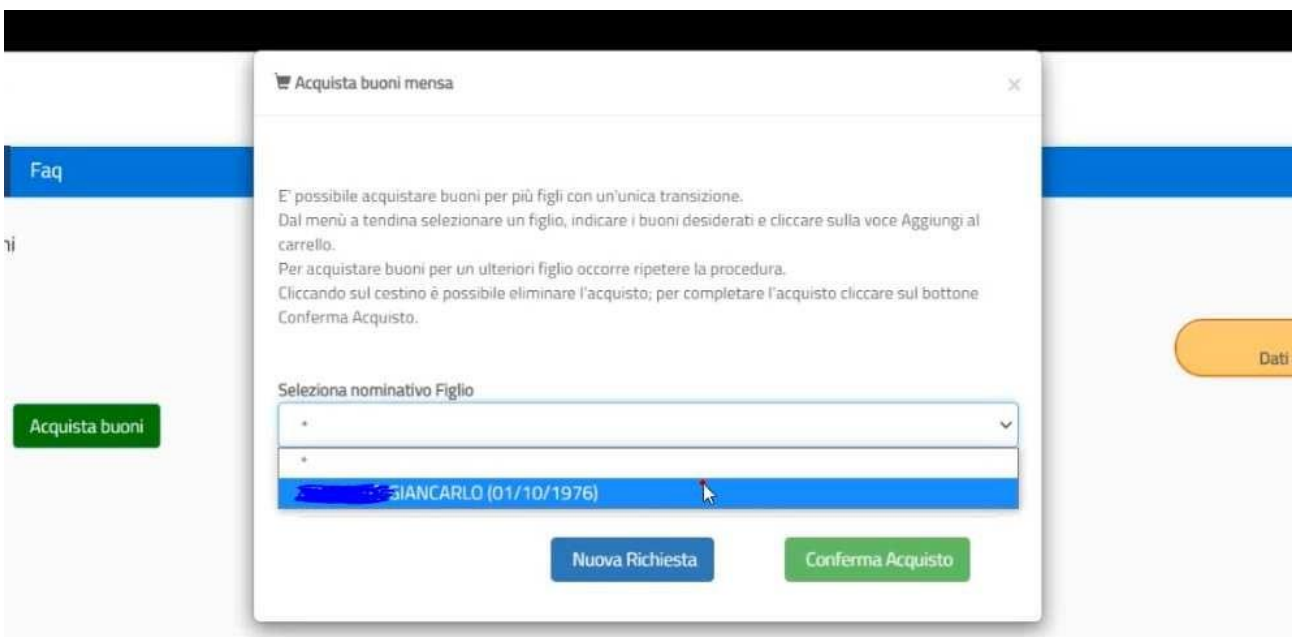 Acquista buoni mensa
×
Faq
E' possibile acquistare buoni per più figli con un'unica transizione.
Dal menù a tendina selezionare un figlio, indicare i buoni desiderati e cliccare sulla voce Aggiungi al
carrello.
ni
Per acquistare buoni per un ulteriori figlio occorre ripetere la procedura.
Cliccando sul cestino è possibile eliminare l'acquisto; per completare l'acquisto cliccare sul bottone
Conferma Acquisto.
Dati
Seleziona nominativo Figlio
*
Acquista buoni
*
GIANCARLO (01/10/1976)
Nuova Richiesta
Conferma Acquisto